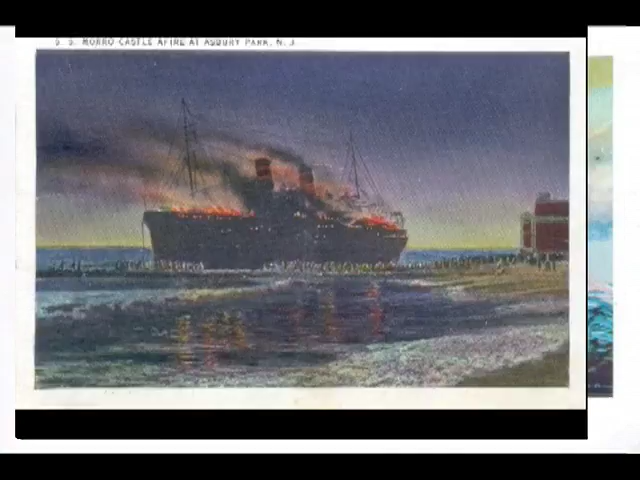 S. S. MORRO CASTLE AFIRE AT ASBURY PARK, N. J.